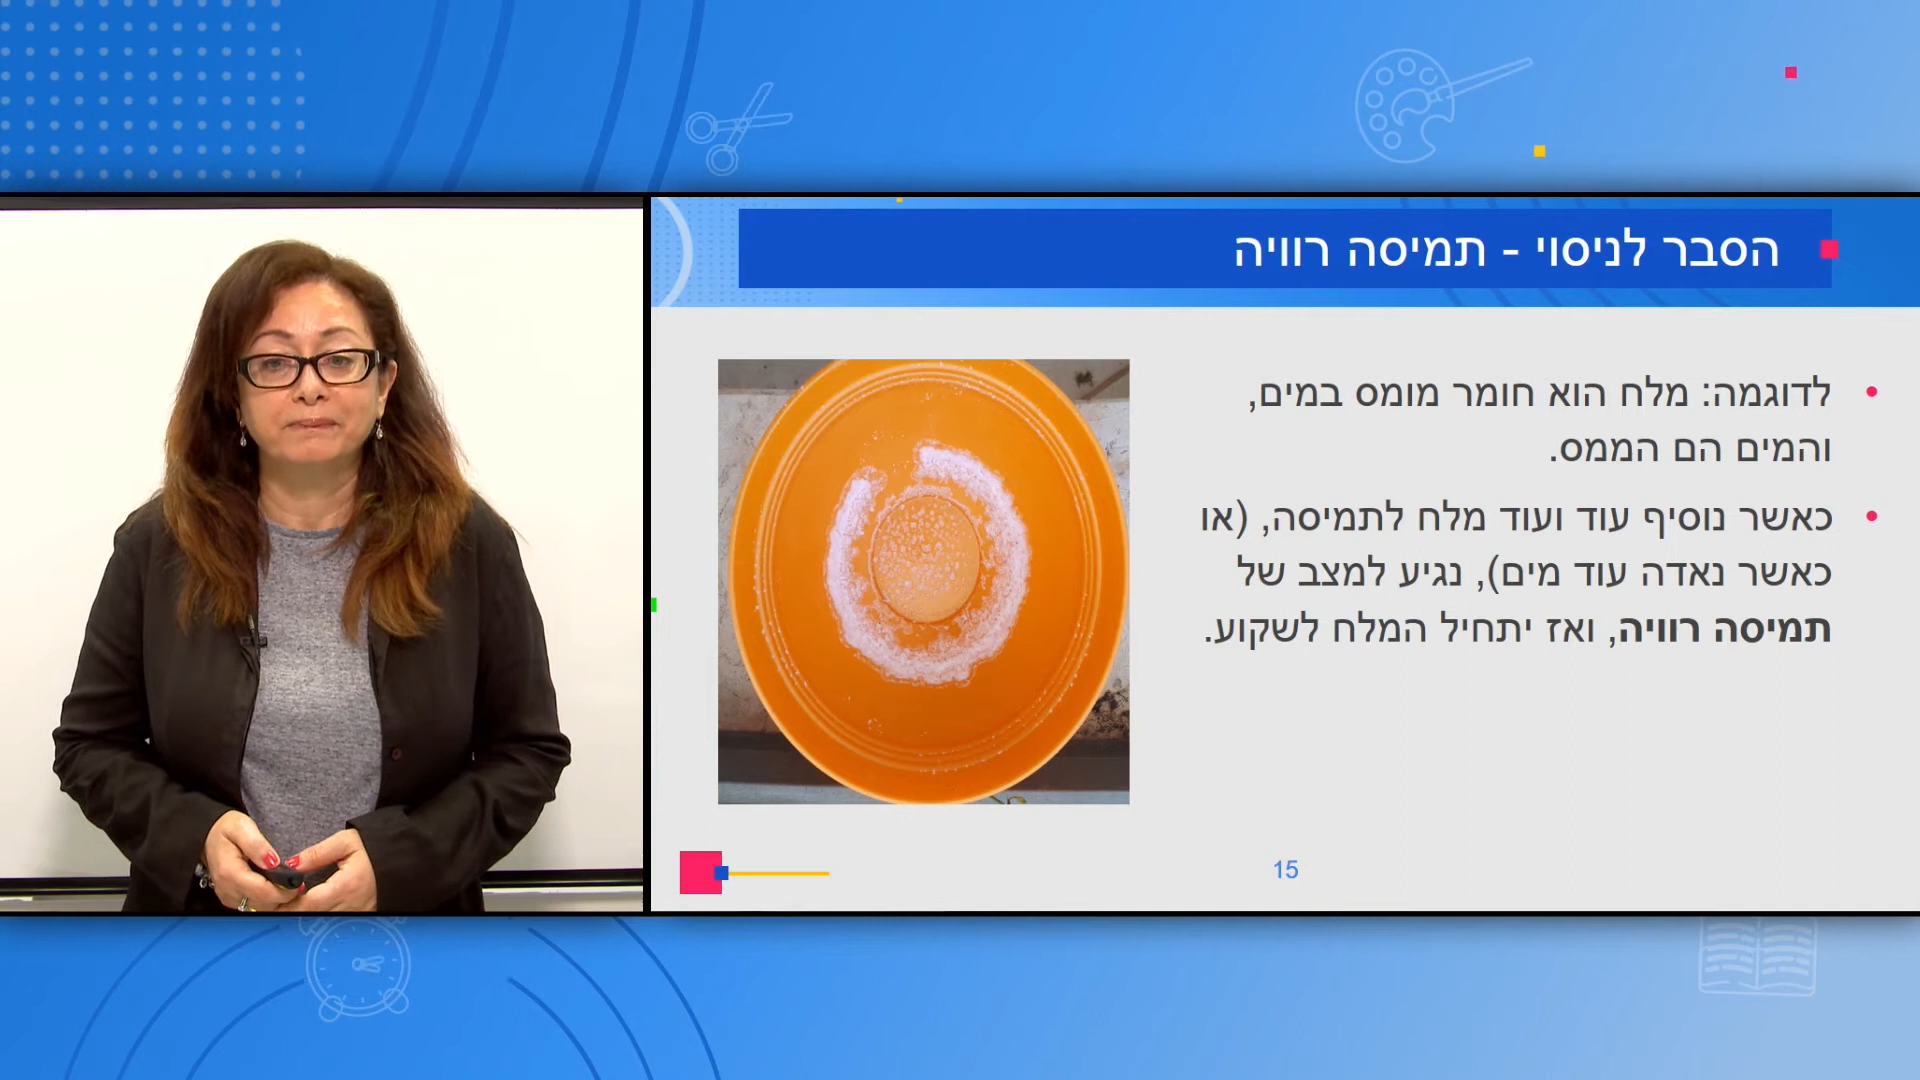 הסבר לניסוי - תמיסה רוויה
לדוגמה: מלח הוא חומר מומס במים,
והמים הם הממס.
כאשר נוסיף עוד ועוד מלח לתמיסה, (או
כאשר נאדה עוד מים), נגיע למצב של
תמיסה רוויה, ואז יתחיל המלח לשקוע.
15